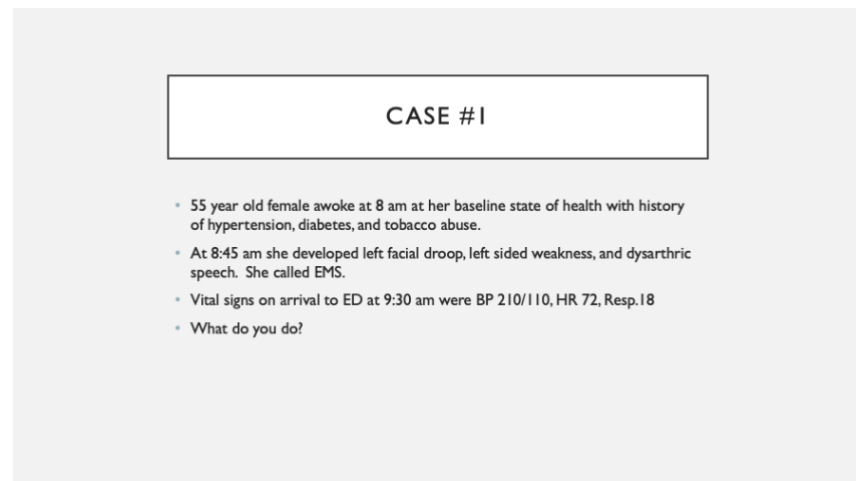 CASE #1
• 55 year old female awoke at 8 am at her baseline state of health with history
of hypertension, diabetes, and tobacco abuse.
• At 8:45 am she developed left facial droop, left sided weakness, and dysarthric
speech.  She called EMS.
• Vital signs on arrival to ED at 9:30 am were BP 210/110, HR 72, Resp.18
• What do you do?